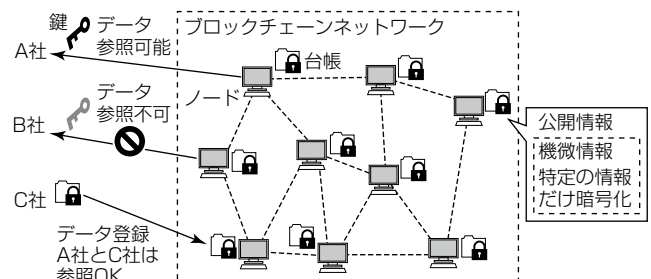 鍵
データ
参照可能
A社
ブロックチェーンネットワーク
台帳
ノード
データ
参照不可
B社
C社
データ登録
A社とC社は
参照OK
公開情報
機微情報
特定の情報
だけ暗号化